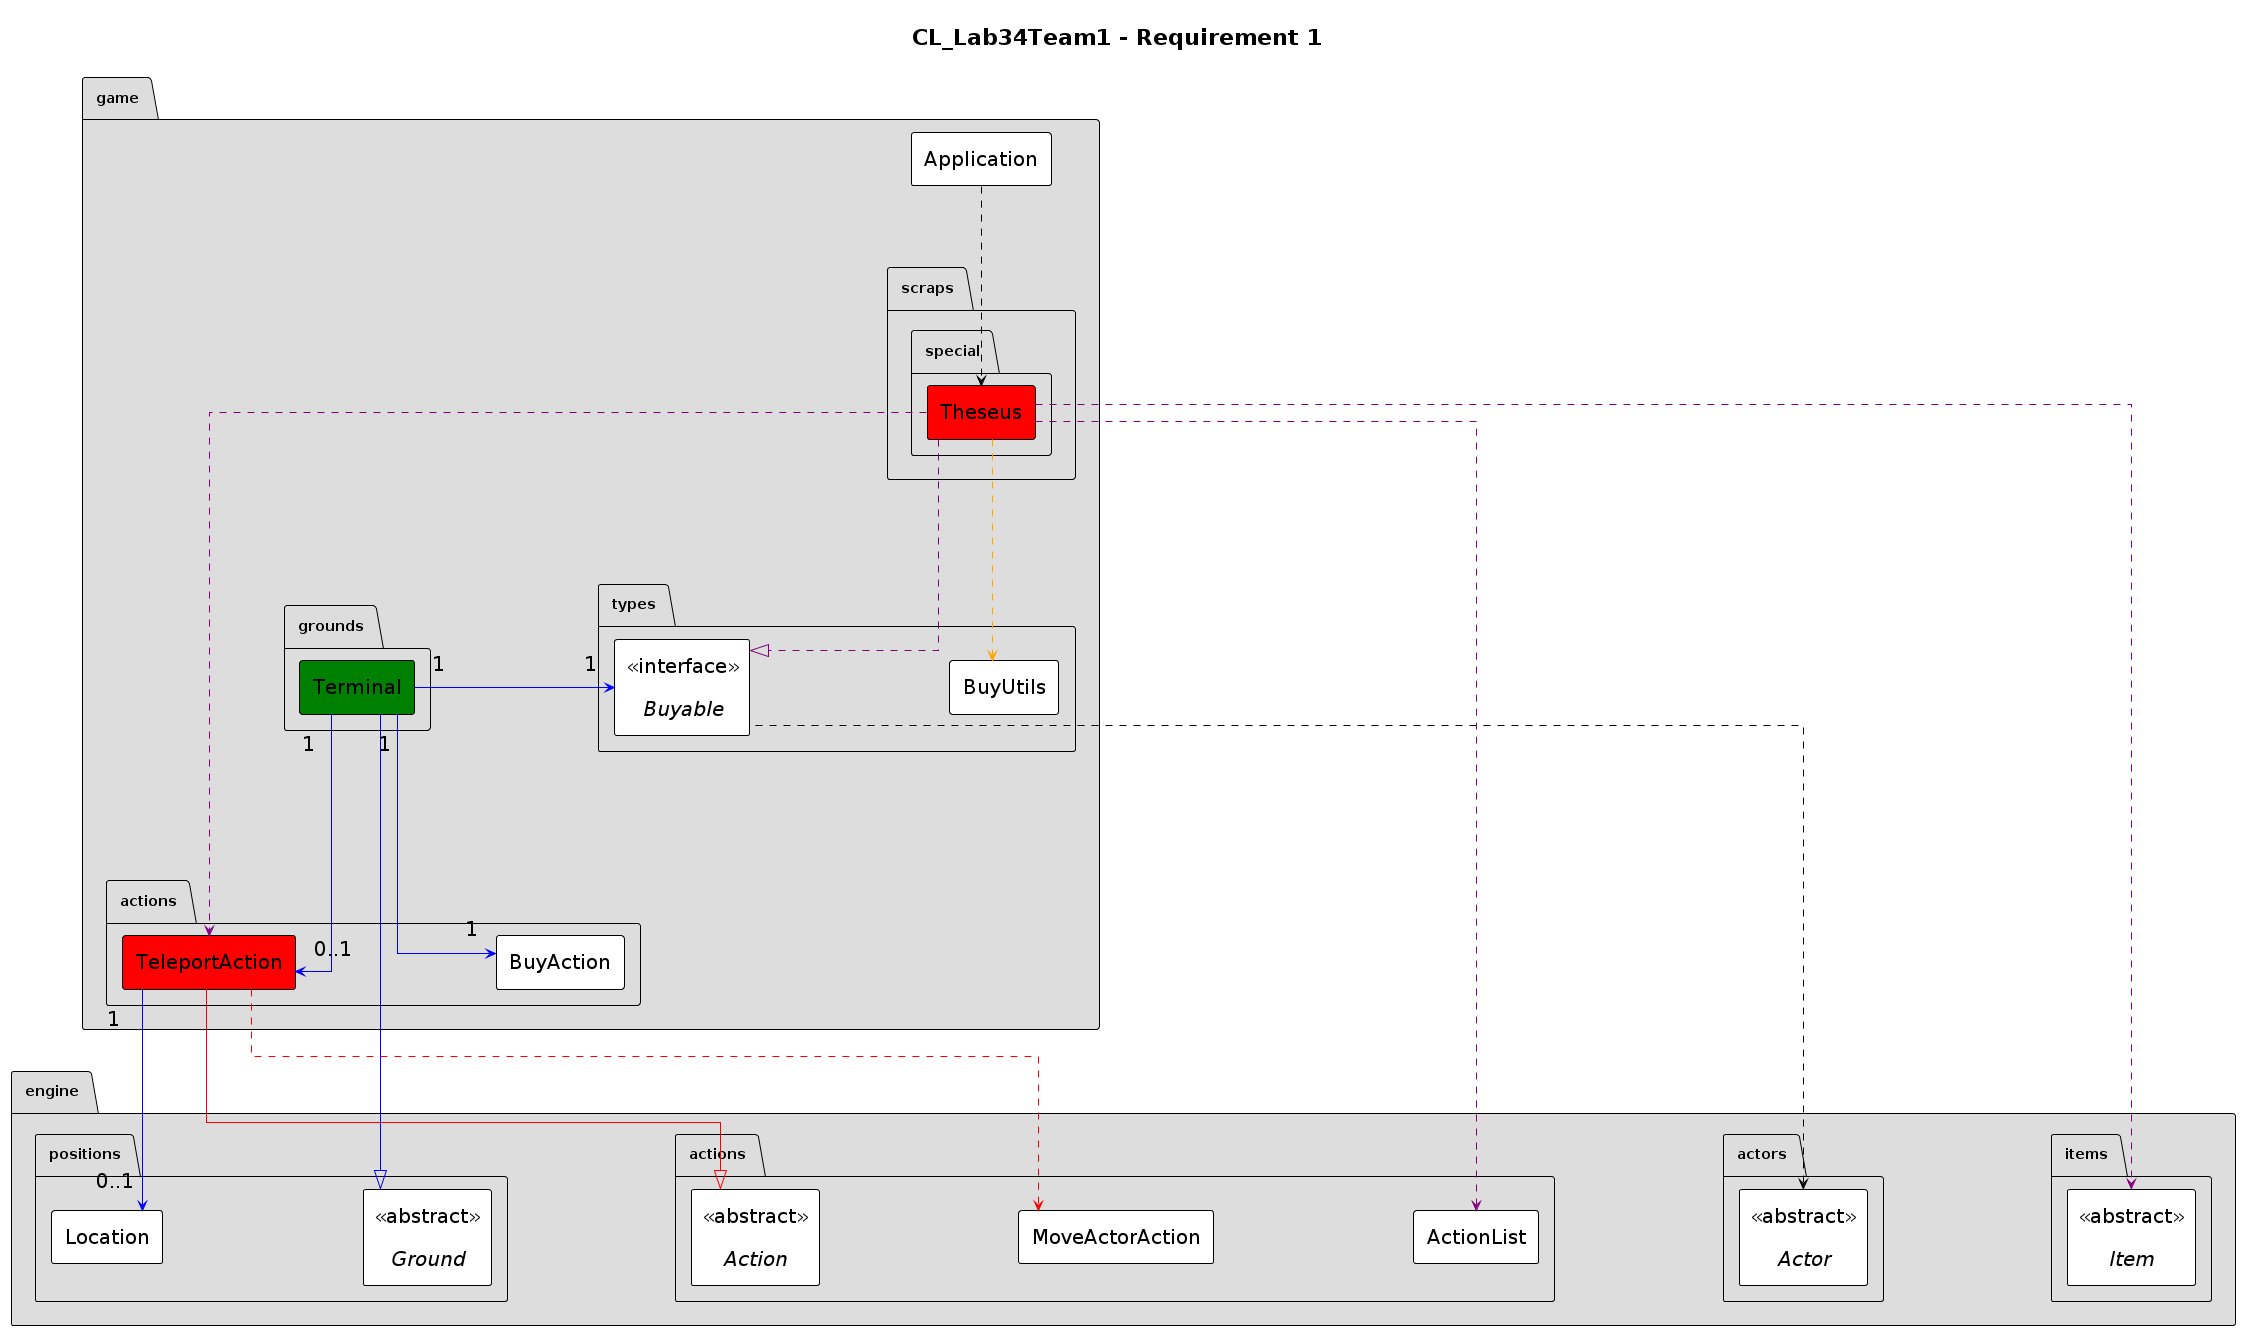 CL_Lab34Team1 - Requirement 1
game
Application
scraps
special
Theseus
types
grounds
«interface»
Buyable
BuyUtils
Terminal
1
1
1
1
actions
1
0..1
TeleportAction
BuyAction
1
engine
positions
0..1
Location
«abstract»
Ground
actions
«abstract»
Action
MoveActorAction
ActionList
actors
«abstract»
Actor
items
«abstract»
Item